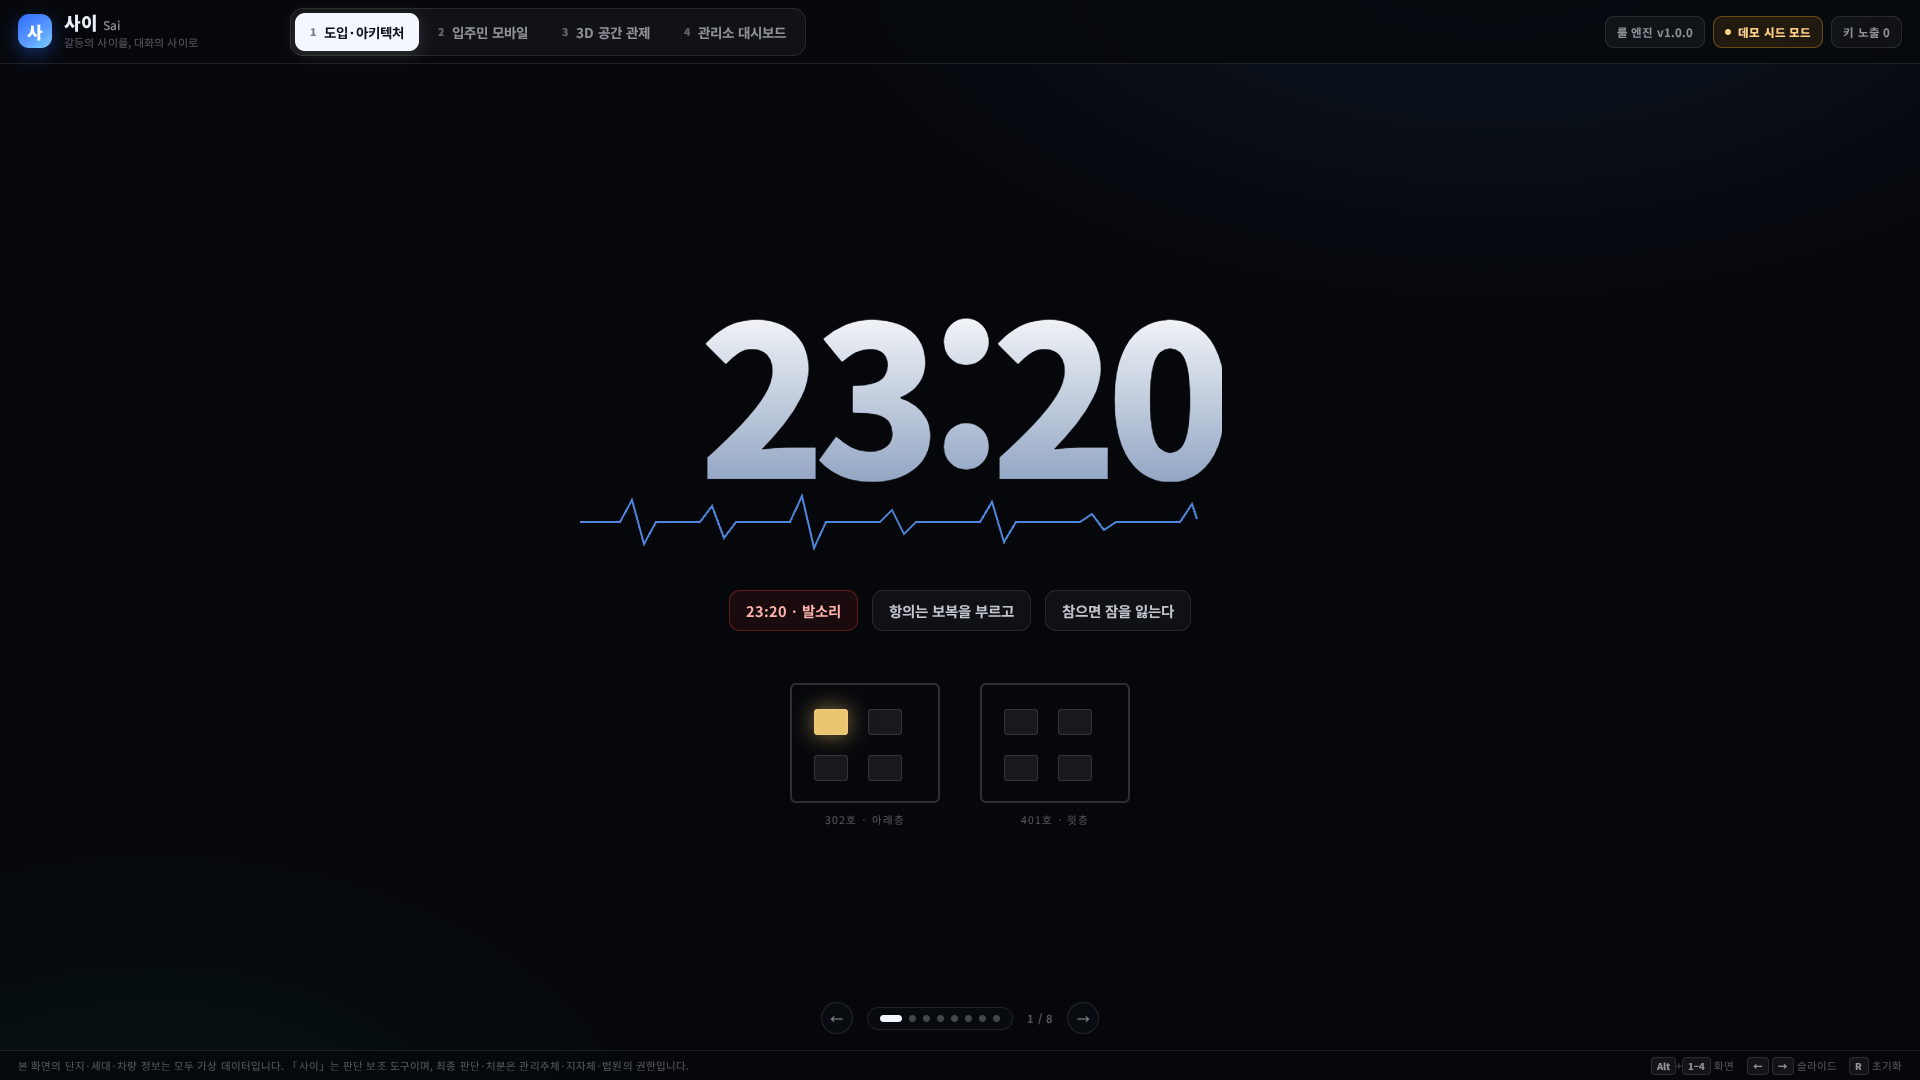 사
사이 Sai
갈등의 사이를, 대화의 사이로
1 도입·아키텍처
2 입주민 모바일
3 3D 공간 관제
4 관리소 대시보드
룰 엔진 v1.0.0
데모 시드 모드
키 노출 0
23:20
23:20 · 발소리
항의는 보복을 부르고
참으면 잠을 잃는다
302호 · 아래층
401호 · 윗층
← 1 / 8 →
본 화면의 단지·세대·차량 정보는 모두 가상 데이터입니다. 「사이」는 판단 보조 도구이며, 최종 판단·처분은 관리주체·지자체·법원의 권한입니다.
Alt + 1–4 화면 ← → 슬라이드 R 초기화